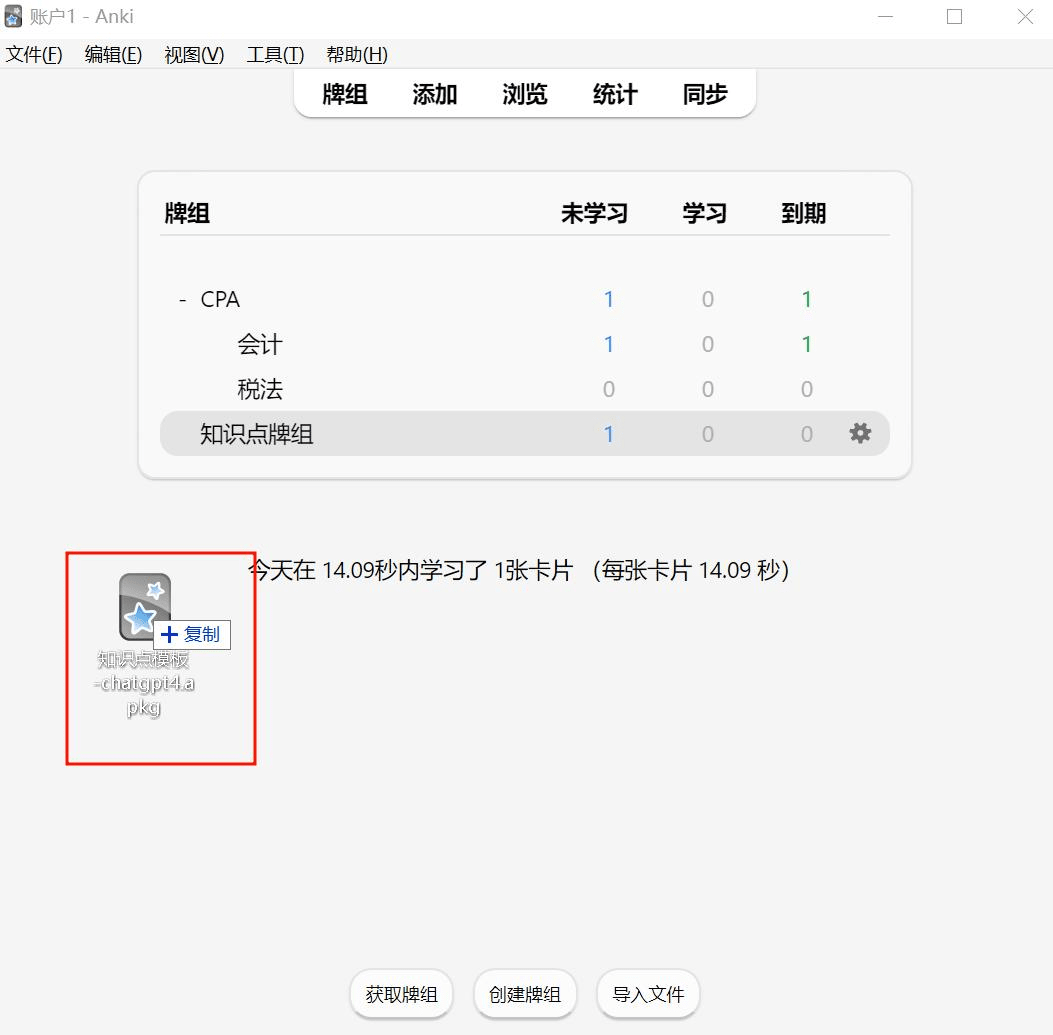 账户1 - Anki
文件(F) 编辑(E) 视图(V) 工具(T) 帮助(H)
牌组 添加 浏览 统计 同步
牌组 未学习 学习 到期
- CPA 1 0 1
会计 1 0 1
税法 0 0 0
知识点牌组 1 0 0
今天在 14.09秒内学习了 1张卡片 （每张卡片 14.09 秒）
复制
知识点模板
-chatgpt4.a
pkg
获取牌组 创建牌组 导入文件